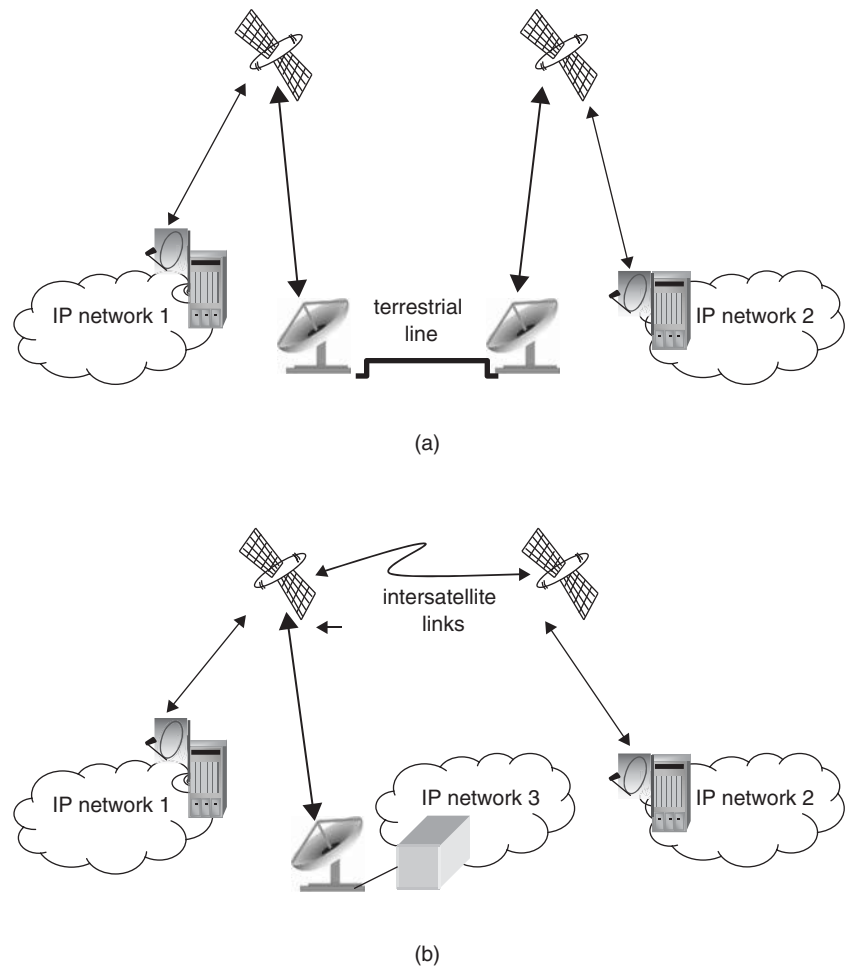 terrestrial
line
IP network 1
IP network 2
(a)
intersatellite
links
IP network 3
IP network 1
IP network 2
(b)